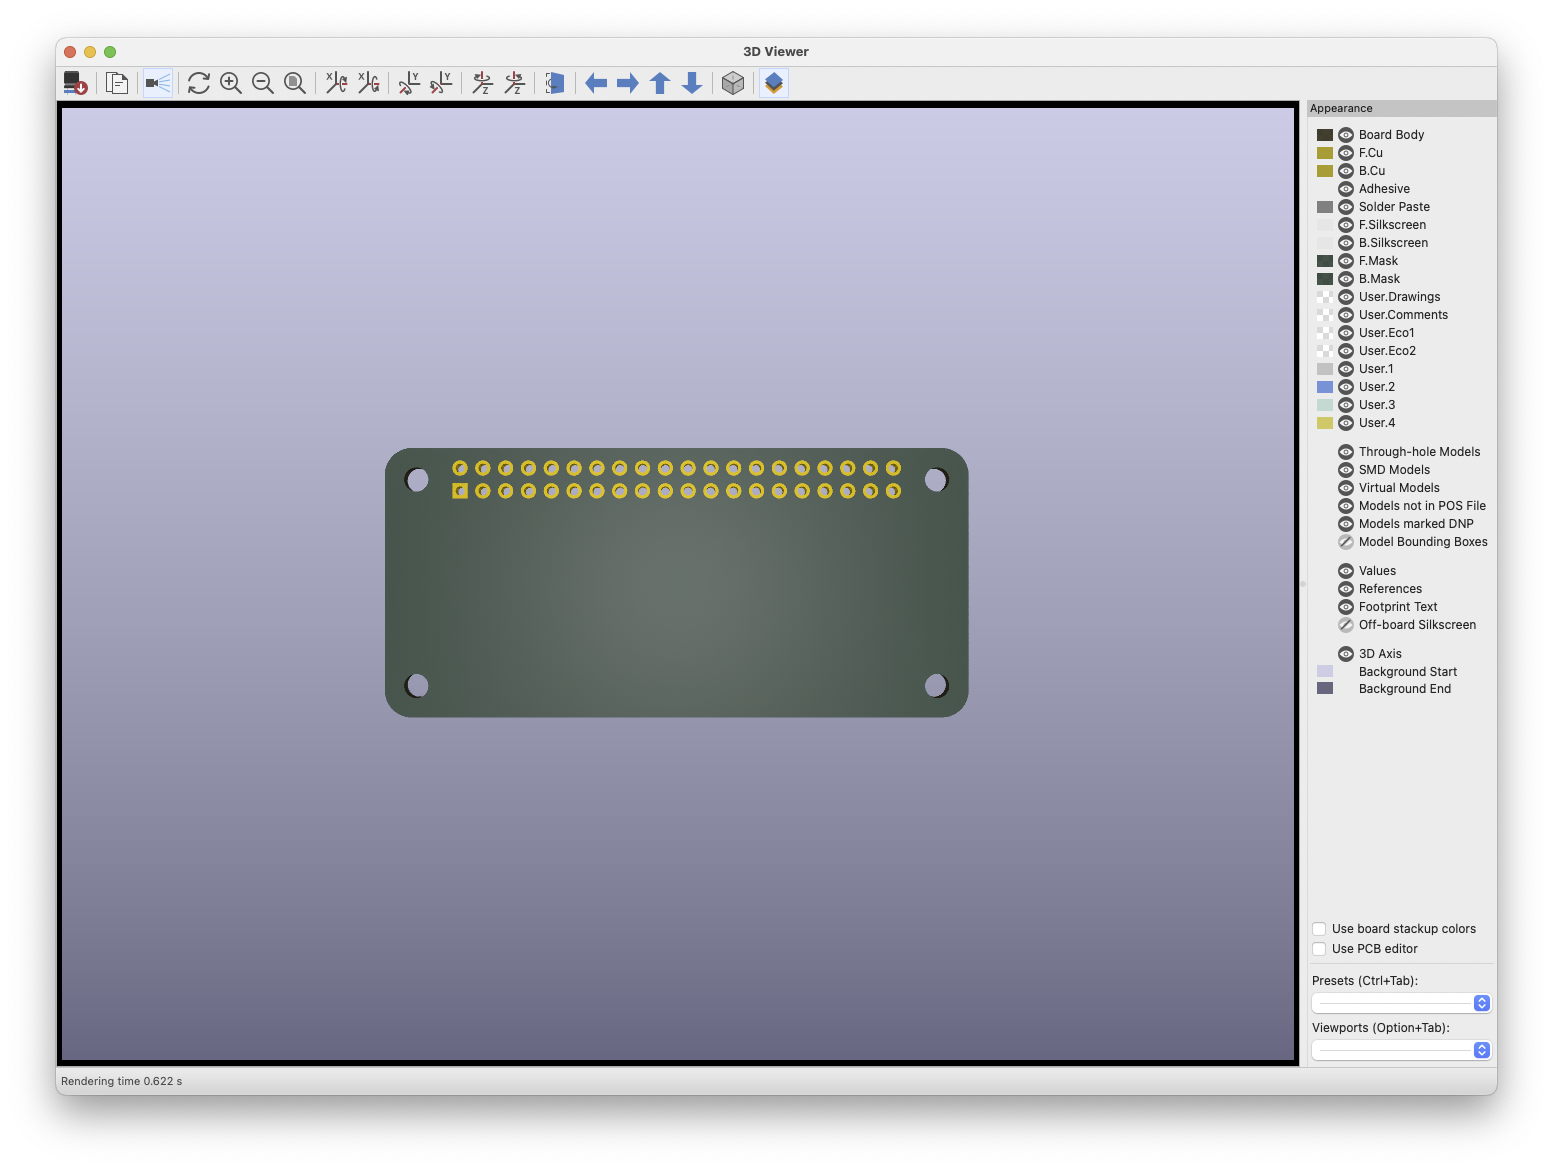 3D Viewer
X
X
Y
Y
Z
Z
Appearance
Board Body
F.Cu
B.Cu
Adhesive
Solder Paste
F.Silkscreen
B.Silkscreen
F.Mask
B.Mask
User.Drawings
User.Comments
User.Eco1
User.Eco2
User.1
User.2
User.3
User.4
Through-hole Models
SMD Models
Virtual Models
Models not in POS File
Models marked DNP
Model Bounding Boxes
Values
References
Footprint Text
Off-board Silkscreen
3D Axis
Background Start
Background End
Use board stackup colors
Use PCB editor
Presets (Ctrl+Tab):
Viewports (Option+Tab):
Rendering time 0.622 s